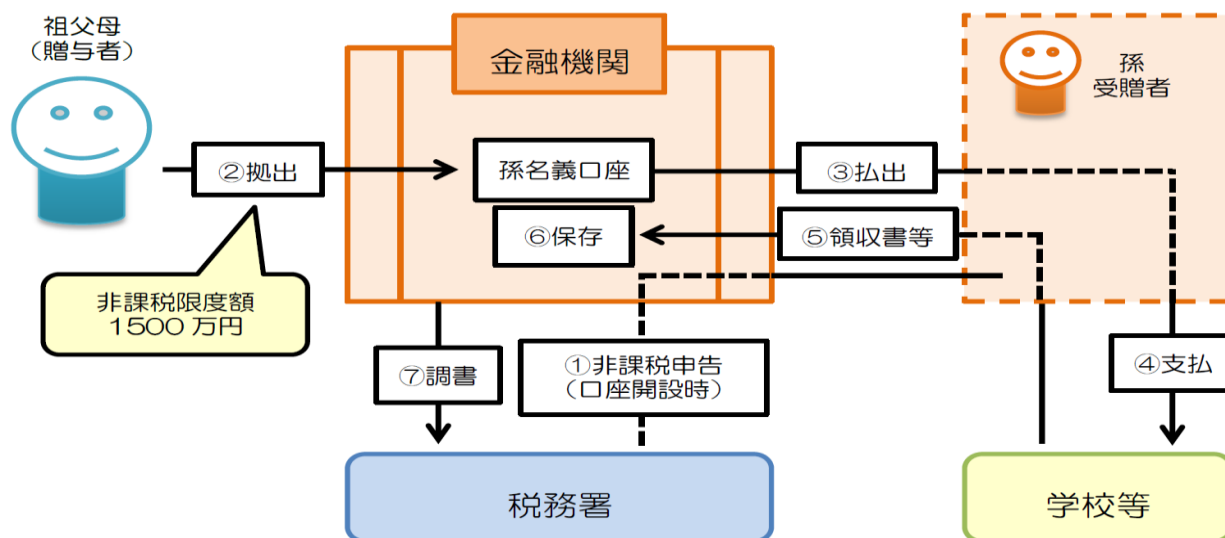 祖父母
（贈与者）
金融機関
孫
受贈者
②拠出
孫名義口座
③払出
⑥保存
⑤領収書等
非課税限度額
1500万円
⑦調書
①非課税申告
（口座開設時）
④支払
税務署
学校等